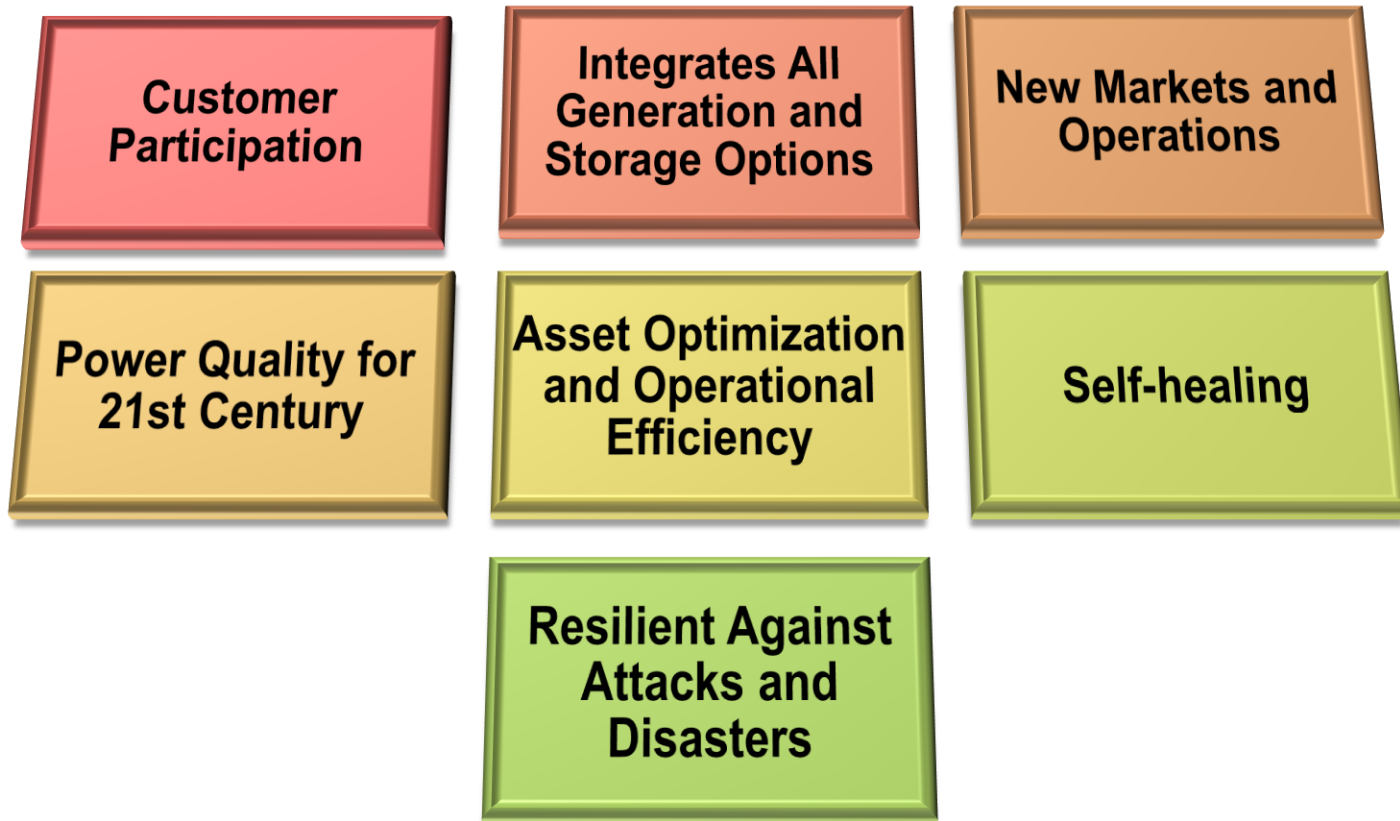 Customer
Participation
Integrates All
Generation and
Storage Options
New Markets and
Operations
Power Quality for
21st Century
Asset Optimization
and Operational
Efficiency
Self-healing
Resilient Against
Attacks and
Disasters